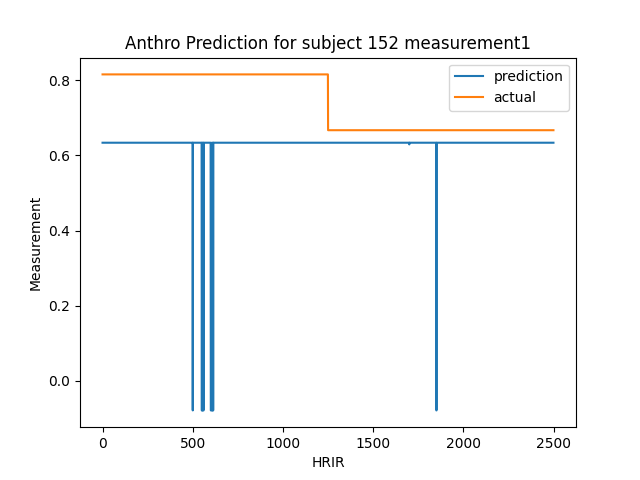 Anthro Prediction for subject 152 measurement1
prediction
actual
0.8
0.6
0.4
0.2
0.0
Measurement
0
500
1000
1500
2000
2500
HRIR